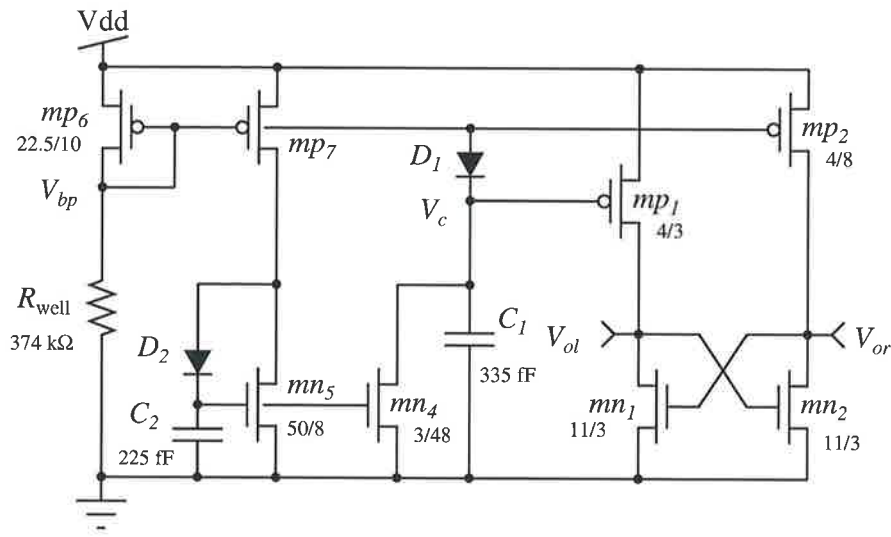 Vdd
mp6
22.5/10
mp7
mp2
4/8
D1
Vbp
Vc
mp1
4/3
Rwell
374 kΩ
D2
C1
335 fF
Vol
Vor
C2
225 fF
mn5
50/8
mn4
3/48
mn1
11/3
mn2
11/3